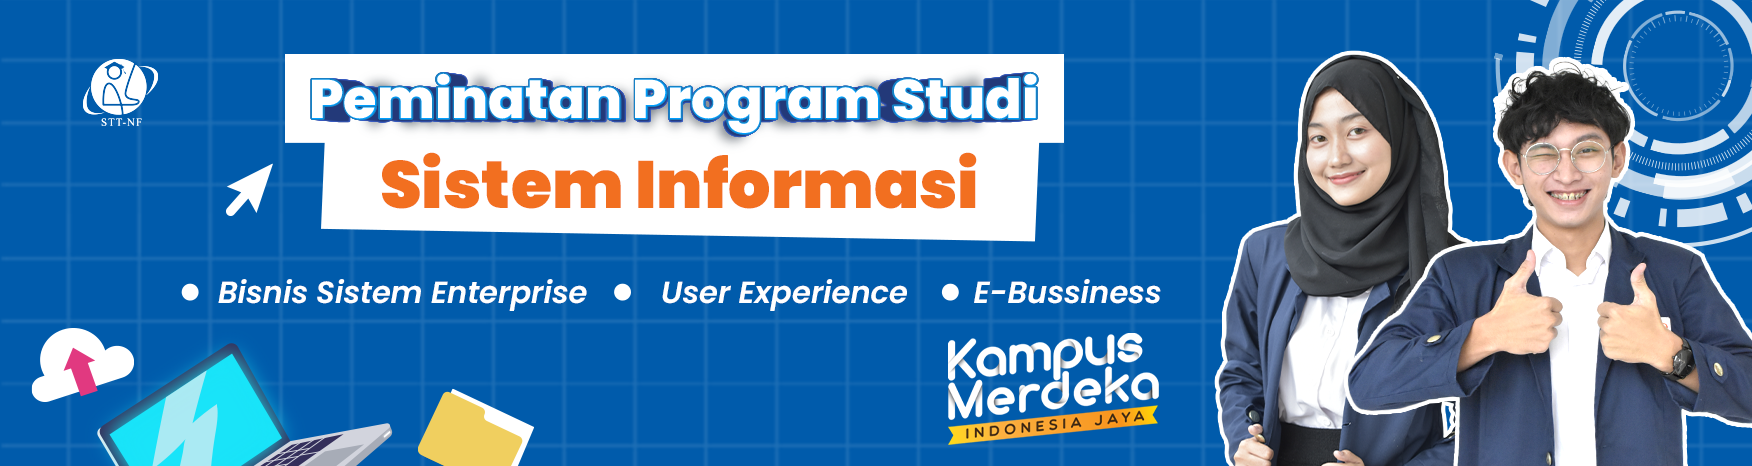 STT-NF
Peminatan Program Studi
Sistem Informasi
Bisnis Sistem Enterprise
User Experience
E-Bussiness
Kampus
Merdeka
INDONESIA JAYA